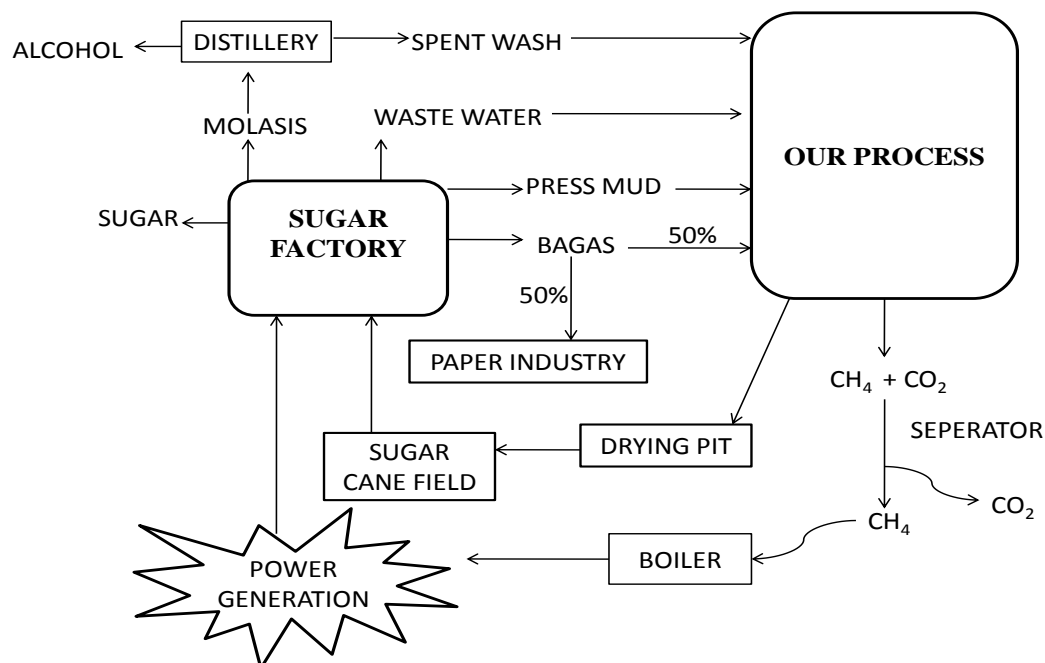 DISTILLERY
SPENT WASH
ALCOHOL
MOLASIS
WASTE WATER
OUR PROCESS
PRESS MUD
SUGAR
SUGAR
FACTORY
BAGAS
50%
50%
PAPER INDUSTRY
CH₄ + CO₂
SEPERATOR
DRYING PIT
SUGAR
CANE FIELD
CO₂
CH₄
BOILER
POWER
GENERATION